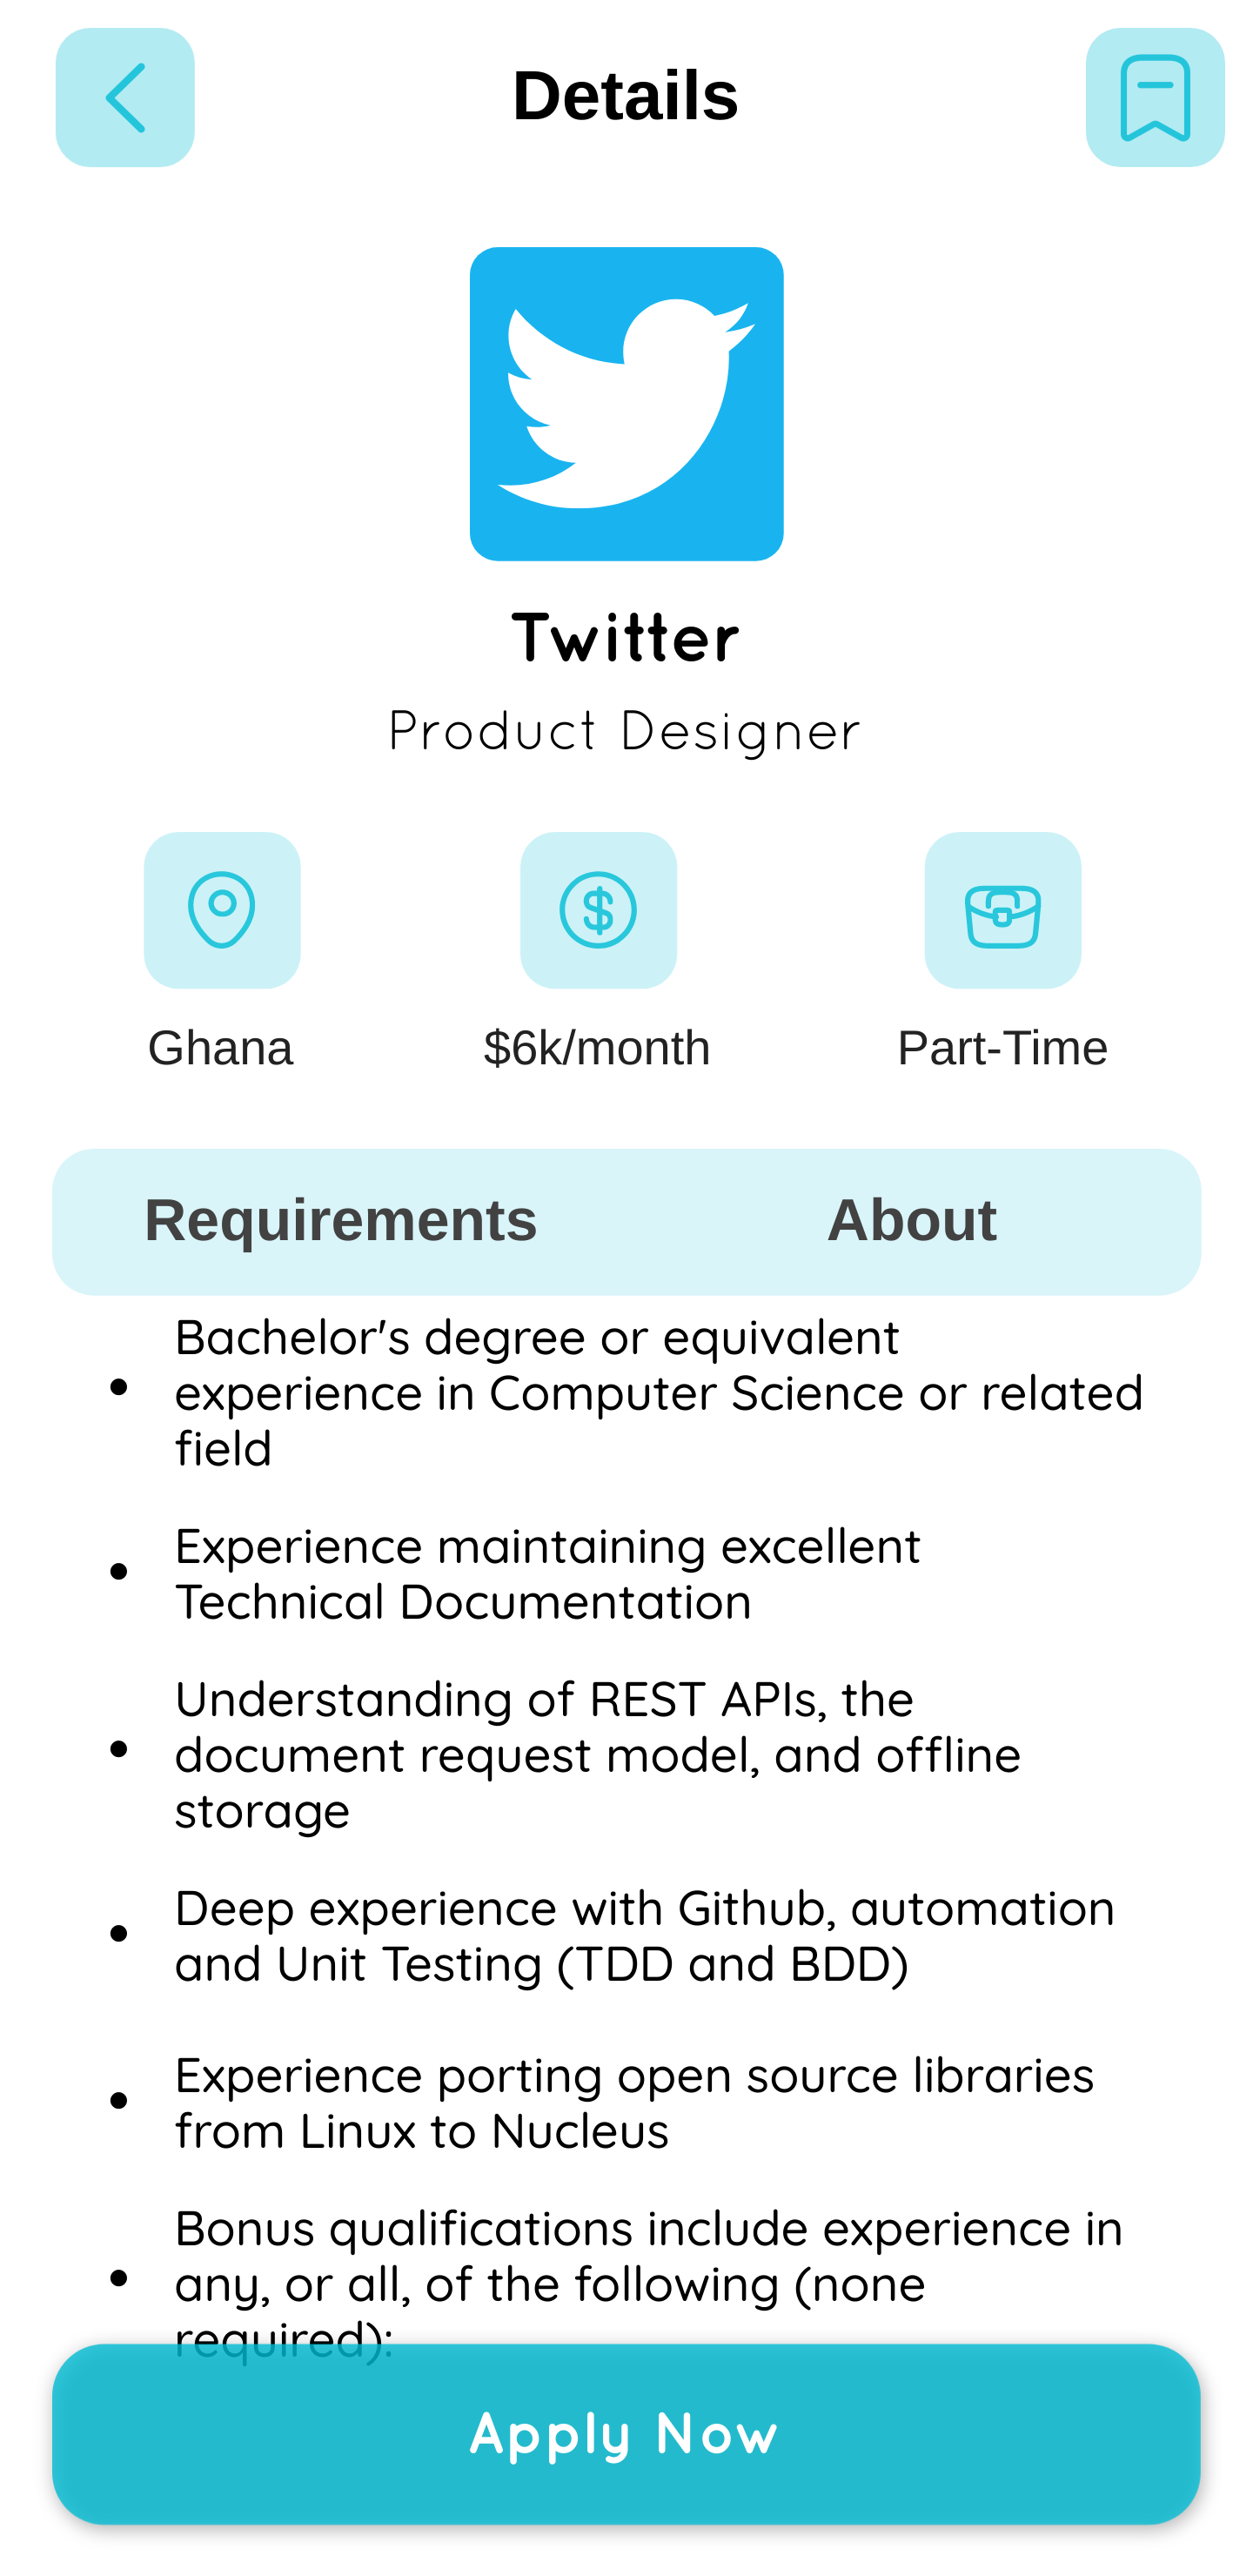 Details
Twitter
Product Designer
Ghana
$6k/month
Part-Time
Requirements
About
Bachelor's degree or equivalent
experience in Computer Science or related
field
Experience maintaining excellent
Technical Documentation
Understanding of REST APIs, the
document request model, and offline
storage
Deep experience with Github, automation
and Unit Testing (TDD and BDD)
Experience porting open source libraries
from Linux to Nucleus
Bonus qualifications include experience in
any, or all, of the following (none
required):
Apply Now